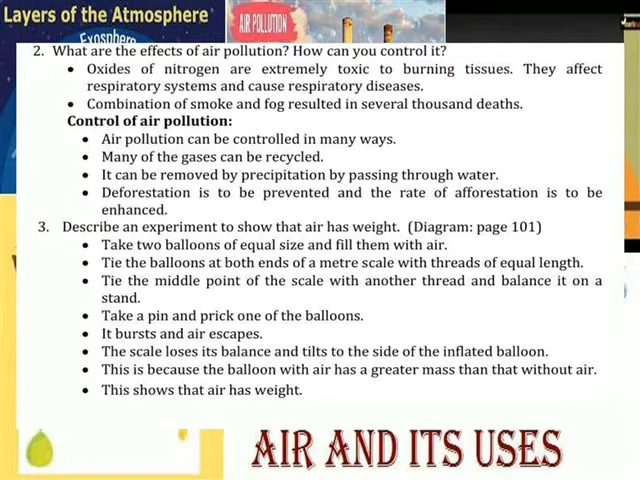 Layers of the Atmosphere
AIR POLLUTION
Exosphere
2. What are the effects of air pollution? How can you control it?
• Oxides of nitrogen are extremely toxic to burning tissues. They affect
respiratory systems and cause respiratory diseases.
• Combination of smoke and fog resulted in several thousand deaths.
Control of air pollution:
• Air pollution can be controlled in many ways.
• Many of the gases can be recycled.
• It can be removed by precipitation by passing through water.
• Deforestation is to be prevented and the rate of afforestation is to be
enhanced.
3. Describe an experiment to show that air has weight. (Diagram: page 101)
• Take two balloons of equal size and fill them with air.
• Tie the balloons at both ends of a metre scale with threads of equal length.
• Tie the middle point of the scale with another thread and balance it on a
stand.
• Take a pin and prick one of the balloons.
• It bursts and air escapes.
• The scale loses its balance and tilts to the side of the inflated balloon.
• This is because the balloon with air has a greater mass than that without air.
• This shows that air has weight.
AIR AND ITS USES